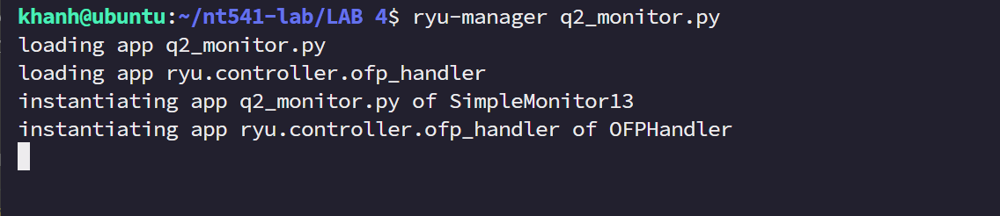 khanh@ubuntu:~/nt541-lab/LAB 4$ ryu-manager q2_monitor.py
loading app q2_monitor.py
loading app ryu.controller.ofp_handler
instantiating app q2_monitor.py of SimpleMonitor13
instantiating app ryu.controller.ofp_handler of OFPHandler